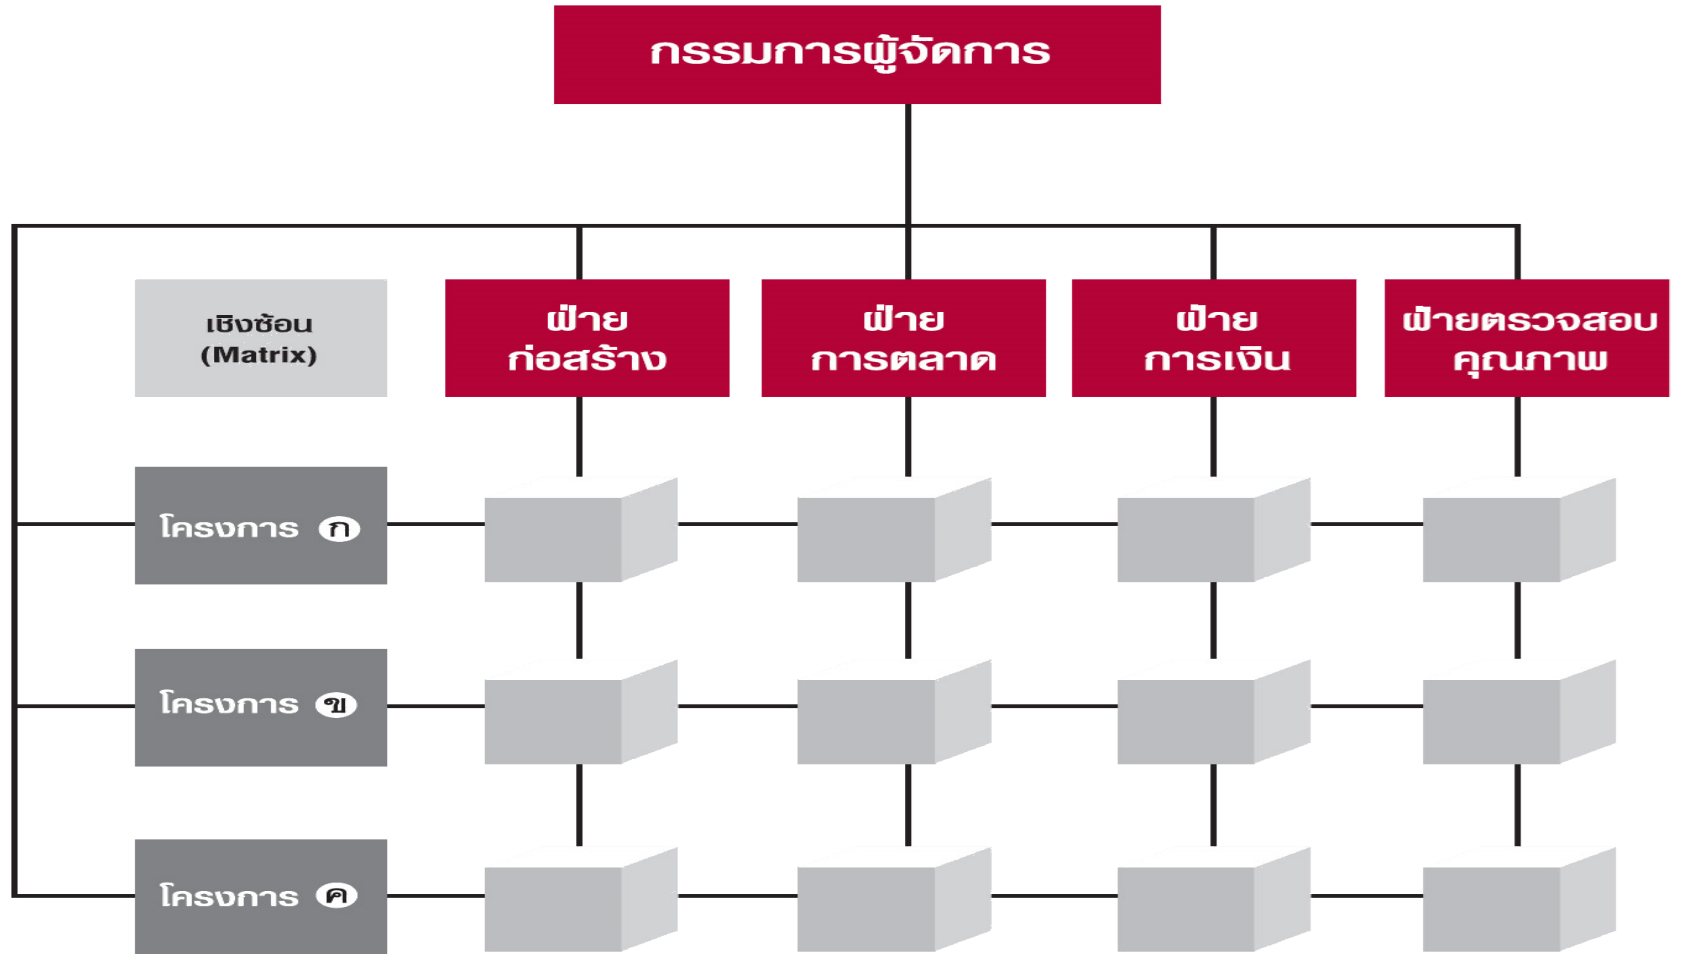 กรรมการผู้จัดการ
เชิงซ้อน
(Matrix)
ฝ่าย
ก่อสร้าง
ฝ่าย
การตลาด
ฝ่าย
การเงิน
ฝ่ายตรวจสอบ
คุณภาพ
โครงการ ก
โครงการ ข
โครงการ ค